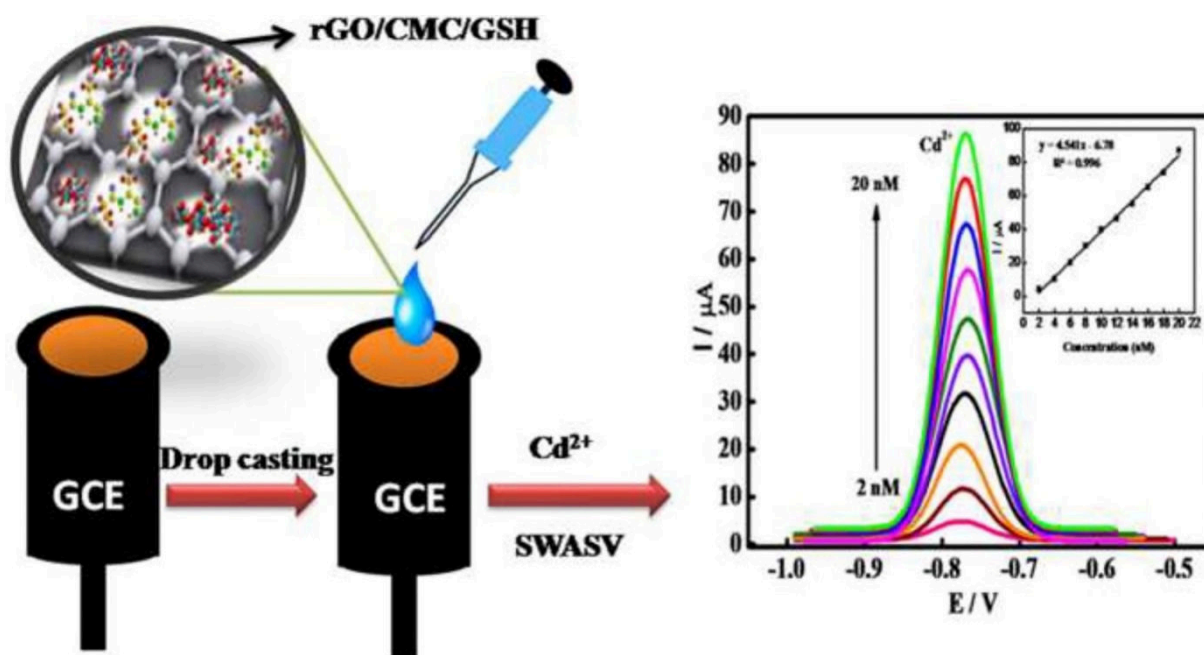 rGO/CMC/GSH
GCE
Drop casting
GCE
Cd²⁺
SWASV
90
80
70
60
50
40
30
20
10
0
I / µA
-1.0 -0.9 -0.8 -0.7 -0.6 -0.5
E / V
Cd²⁺
20 nM
2 nM
100
80
60
40
20
0
I / µA
y = 4.541x - 6.78
R² = 0.996
0 2 4 6 8 10 12 14 16 18 20 22
Concentration (nM)